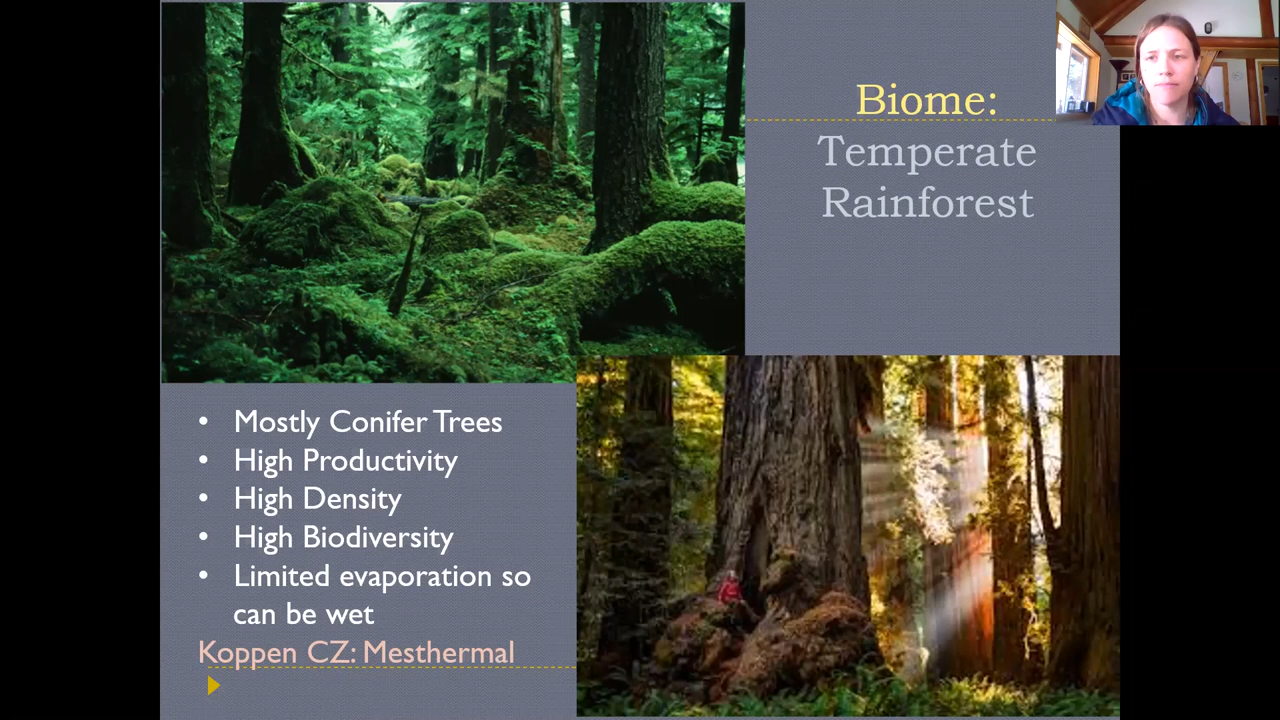 Biome:
Temperate
Rainforest
• Mostly Conifer Trees
• High Productivity
• High Density
• High Biodiversity
• Limited evaporation so
can be wet
Koppen CZ: Mesthermal